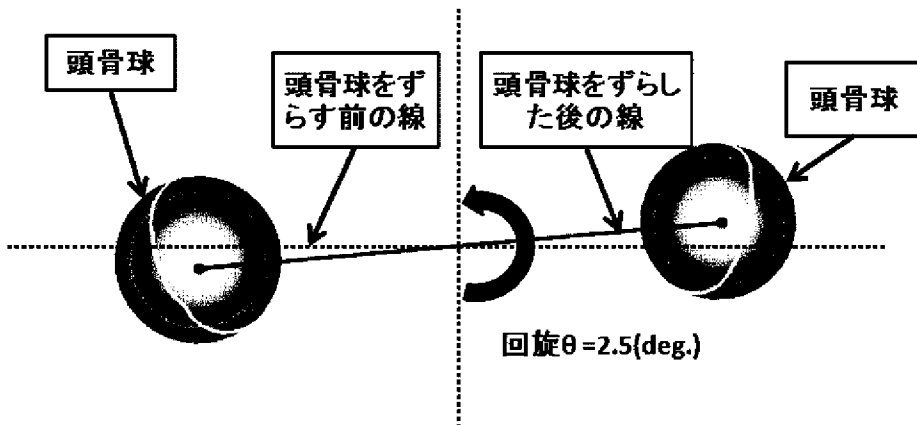 頭骨球
頭骨球をず
らす前の線
頭骨球をずらし
た後の線
頭骨球
回旋θ=2.5(deg.)